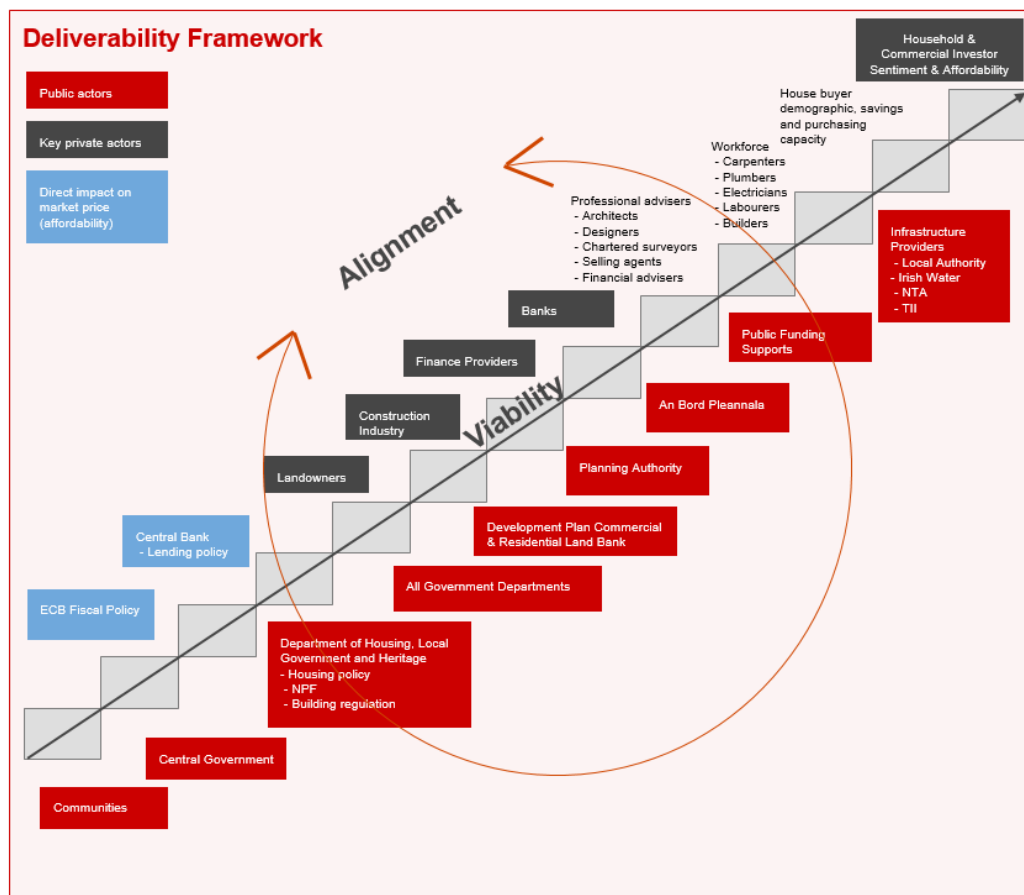 Deliverability Framework
Public actors
Key private actors
Direct impact on
market price
(affordability)
Household &
Commercial Investor
Sentiment & Affordability
House buyer
demographic, savings
and purchasing
capacity
Workforce
- Carpenters
- Plumbers
- Electricians
- Labourers
- Builders
Professional advisers
- Architects
- Designers
- Chartered surveyors
- Selling agents
- Financial advisers
Alignment
Viability
Banks
Finance Providers
Construction
Industry
Landowners
Central Bank
- Lending policy
ECB Fiscal Policy
Infrastructure
Providers
- Local Authority
- Irish Water
- NTA
- TII
Public Funding
Supports
An Bord Pleannala
Planning Authority
Development Plan Commercial
& Residential Land Bank
All Government Departments
Department of Housing, Local
Government and Heritage
- Housing policy
- NPF
- Building regulation
Central Government
Communities